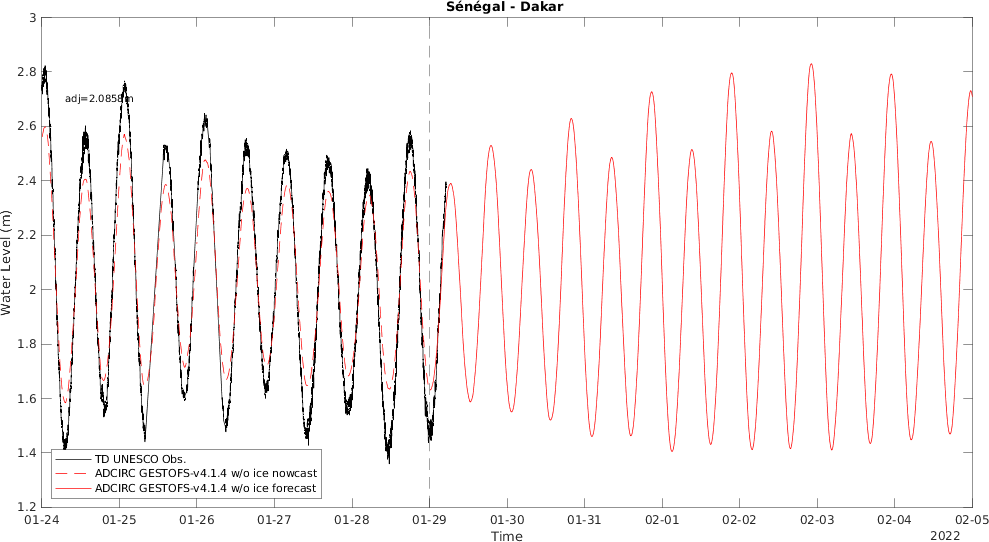 Sénégal - Dakar
3
2.8
2.6
2.4
2.2
2
1.8
1.6
1.4
1.2
Water Level (m)
adj=2.0858m
TD UNESCO Obs.
ADCIRC GESTOFS-v4.1.4 w/o ice nowcast
ADCIRC GESTOFS-v4.1.4 w/o ice forecast
01-24 01-25 01-26 01-27 01-28 01-29 01-30 01-31 02-01 02-02 02-03 02-04 02-05
Time
2022